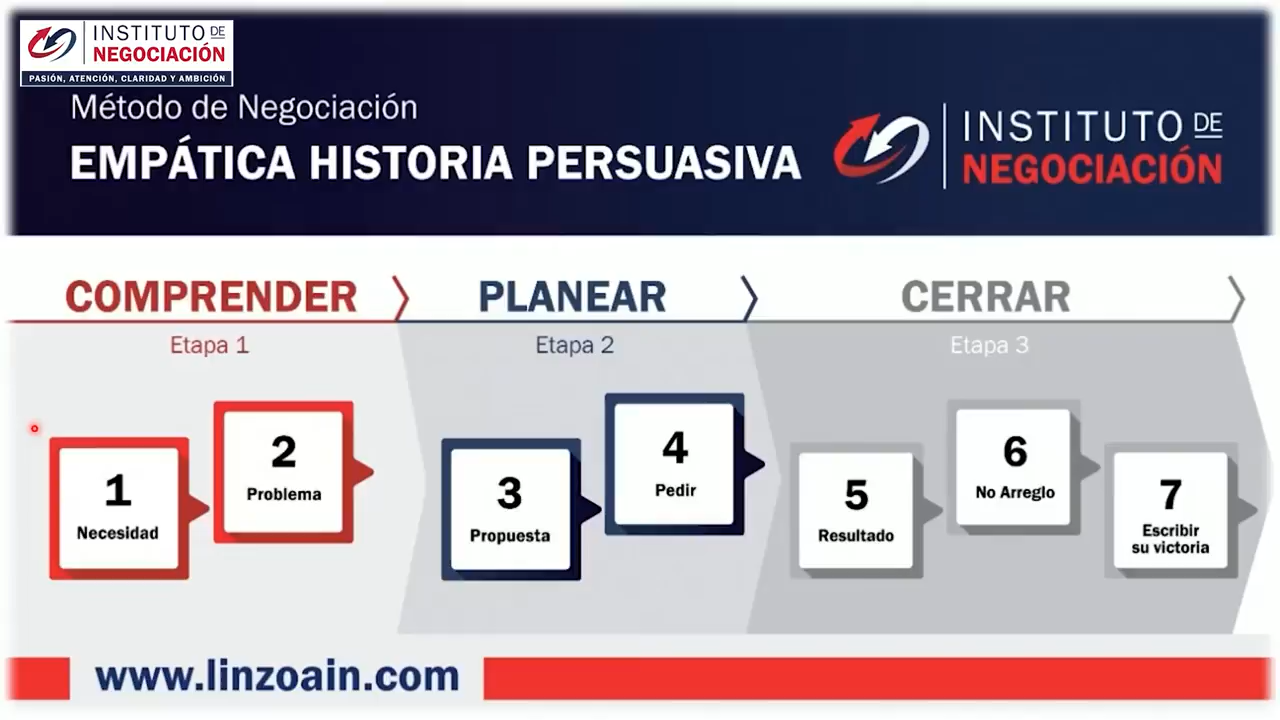 INSTITUTO DE
NEGOCIACIÓN
PASIÓN, ATENCIÓN, CLARIDAD Y AMBICIÓN
Método de Negociación
EMPÁTICA HISTORIA PERSUASIVA
INSTITUTO DE
NEGOCIACIÓN
COMPRENDER
Etapa 1
1
Necesidad
2
Problema
PLANEAR
Etapa 2
3
Propuesta
4
Pedir
CERRAR
Etapa 3
5
Resultado
6
No Arreglo
7
Escribir
su victoria
www.linzoain.com